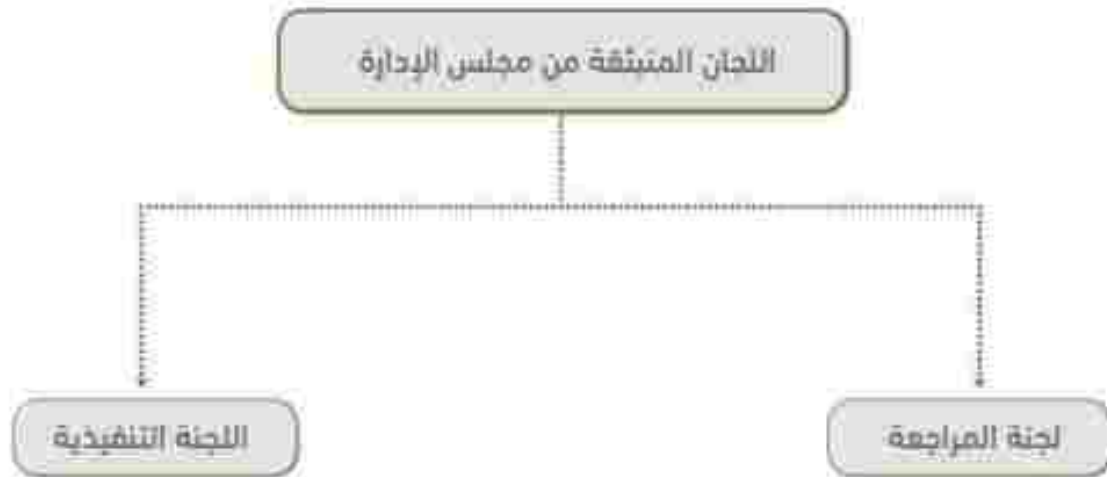 اللجان المنبثقة من مجلس الإدارة
لجنة المراجعة
اللجنة التنفيذية